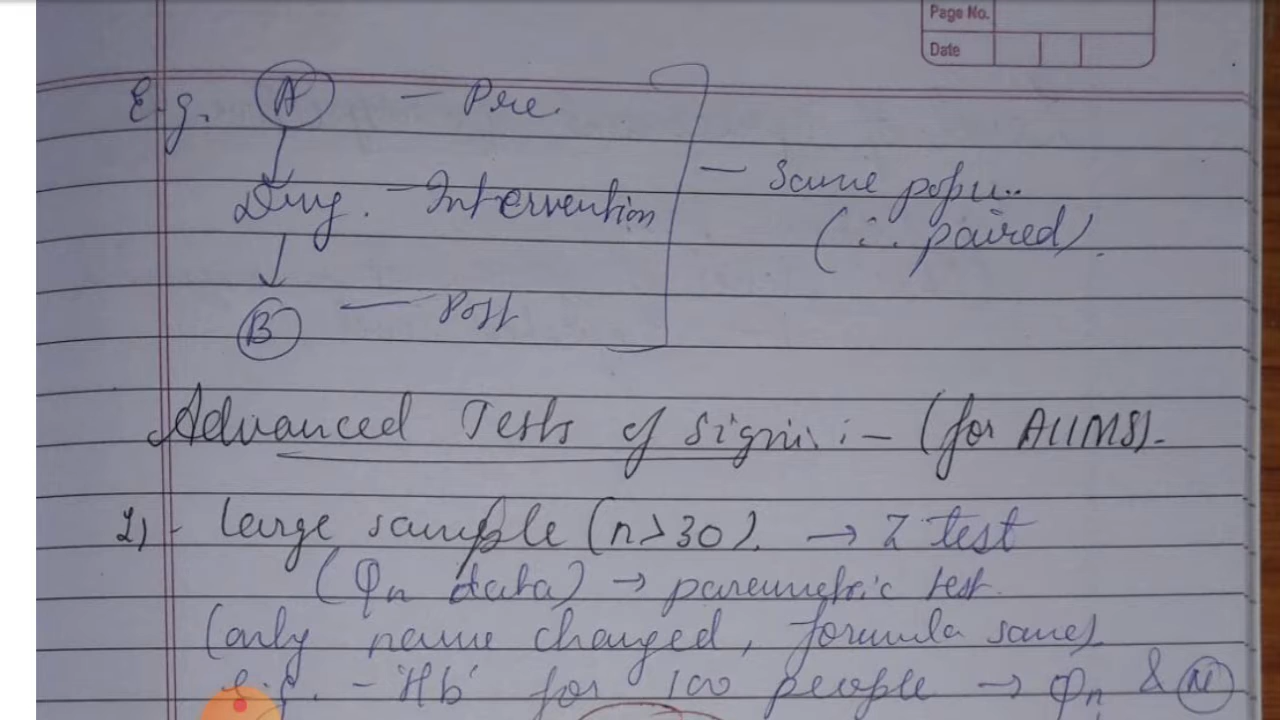 Page No.
Date
E.g. A - Pre.
Drug. - Intervention
- Same popu..
(∴ paired).
B - Post
Advanced Tests of Signi. :- (for AIIMS).
1) - large sample (n>30). → Z test
(Qn data) → parametric test.
(only name changed, formula same)
E.g. - 'Hb' for 100 people → Qn &